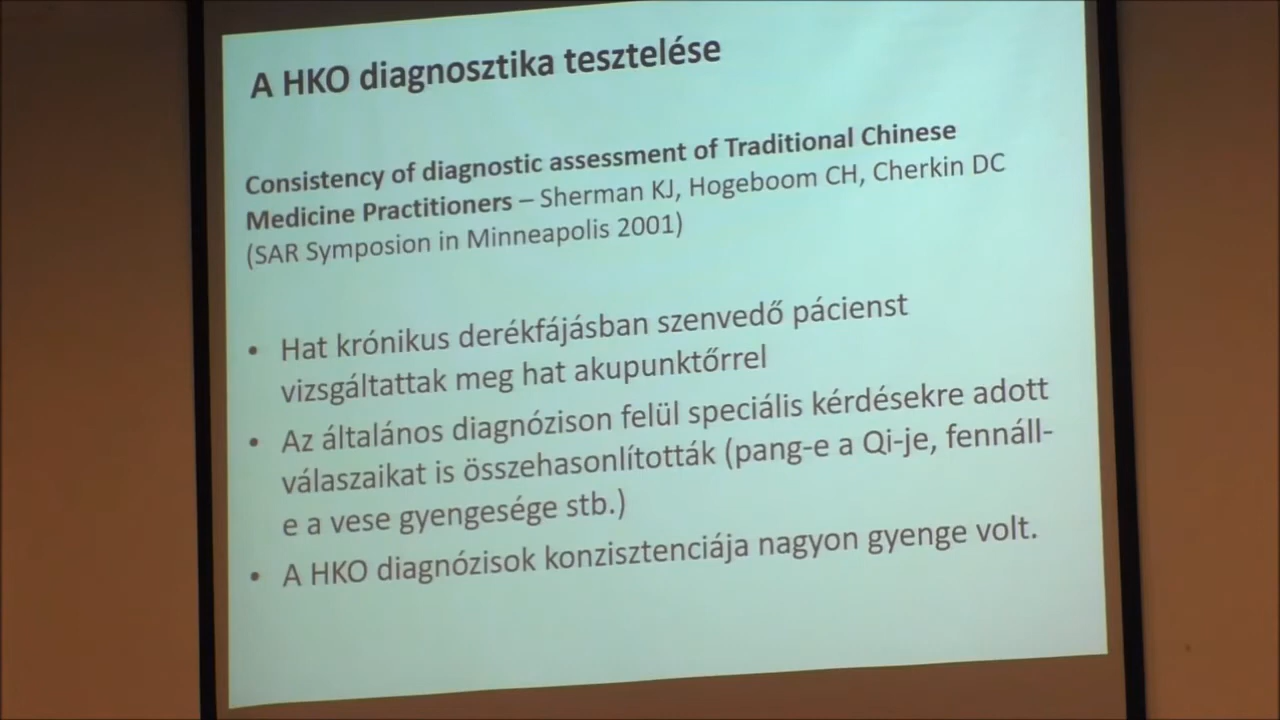 A HKO diagnosztika tesztelése
Consistency of diagnostic assessment of Traditional Chinese
Medicine Practitioners – Sherman KJ, Hogeboom CH, Cherkin DC
(SAR Symposion in Minneapolis 2001)
• Hat krónikus derékfájásban szenvedő pácienst
vizsgáltattak meg hat akupunktőrrel
• Az általános diagnózison felül speciális kérdésekre adott
válaszaikat is összehasonlították (pang-e a Qi-je, fennáll-
e a vese gyengesége stb.)
• A HKO diagnózisok konzisztenciája nagyon gyenge volt.